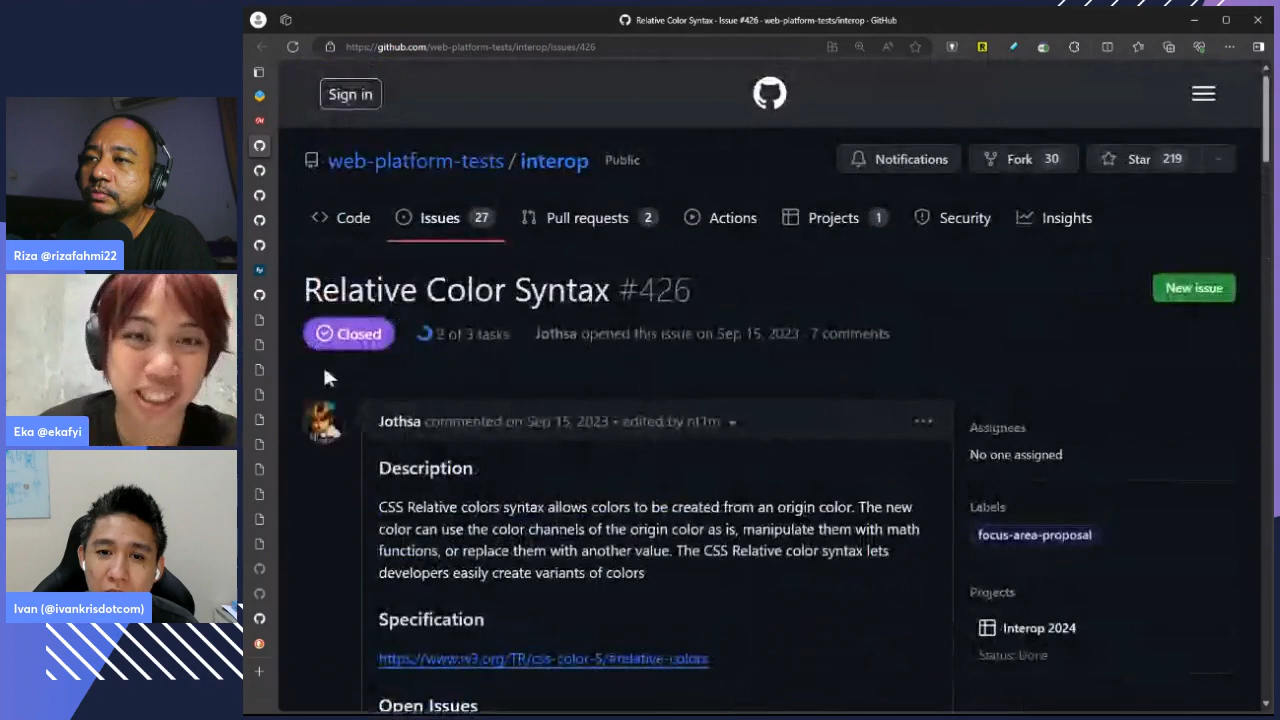 Relative Color Syntax · Issue #426 · web-platform-tests/interop · GitHub
https://github.com/web-platform-tests/interop/issues/426
Sign in
web-platform-tests / interop Public
Notifications
Fork 30
Star 219
Code
Issues 27
Pull requests 2
Actions
Projects 1
Security
Insights
Relative Color Syntax #426
New issue
Closed
2 of 3 tasks
Jothsa opened this issue on Sep 15, 2023 · 7 comments
Jothsa commented on Sep 15, 2023 • edited by nt1m
Description
CSS Relative colors syntax allows colors to be created from an origin color. The new
color can use the color channels of the origin color as is, manipulate them with math
functions, or replace them with another value. The CSS Relative color syntax lets
developers easily create variants of colors
Specification
https://www.w3.org/TR/css-color-5/#relative-colors
Open Issues
Assignees
No one assigned
Labels
focus-area-proposal
Projects
Interop 2024
Status: Done
Riza @rizafahmi22
Eka @ekafyi
Ivan (@ivankrisdotcom)